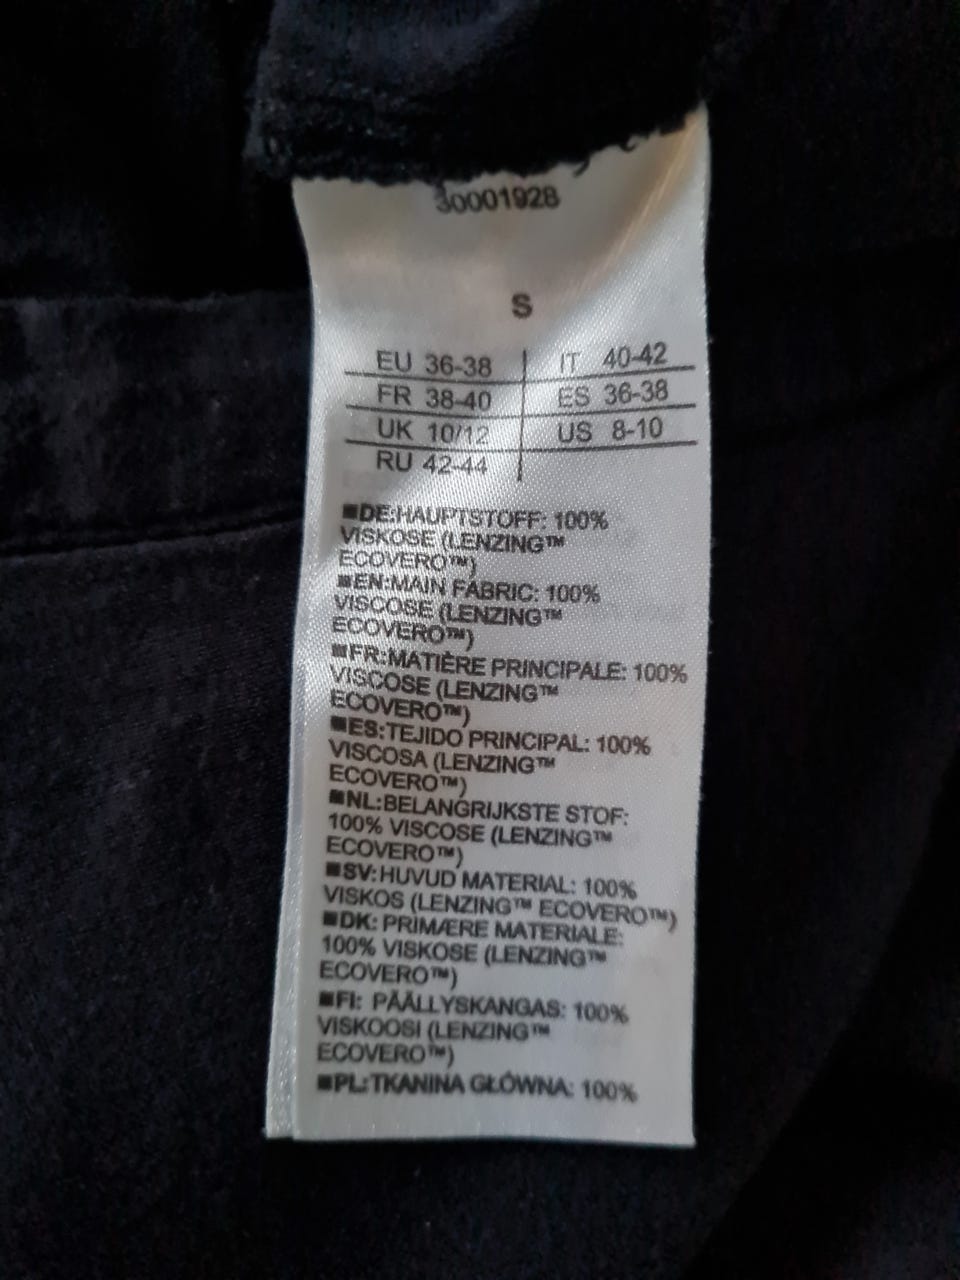 30001928
S
EU 36-38 IT 40-42
FR 38-40 ES 36-38
UK 10/12 US 8-10
RU 42-44
■DE:HAUPTSTOFF: 100%
VISKOSE (LENZING™
ECOVERO™)
■EN:MAIN FABRIC: 100%
VISCOSE (LENZING™
ECOVERO™)
■FR:MATIÈRE PRINCIPALE: 100%
VISCOSE (LENZING™
ECOVERO™)
■ES:TEJIDO PRINCIPAL: 100%
VISCOSA (LENZING™
ECOVERO™)
■NL:BELANGRIJKSTE STOF:
100% VISCOSE (LENZING™
ECOVERO™)
■SV:HUVUD MATERIAL: 100%
VISKOS (LENZING™ ECOVERO™)
■DK: PRIMÆRE MATERIALE:
100% VISKOSE (LENZING™
ECOVERO™)
■FI: PÄÄLLYSKANGAS: 100%
VISKOOSI (LENZING™
ECOVERO™)
■PL:TKANINA GŁÓWNA: 100%